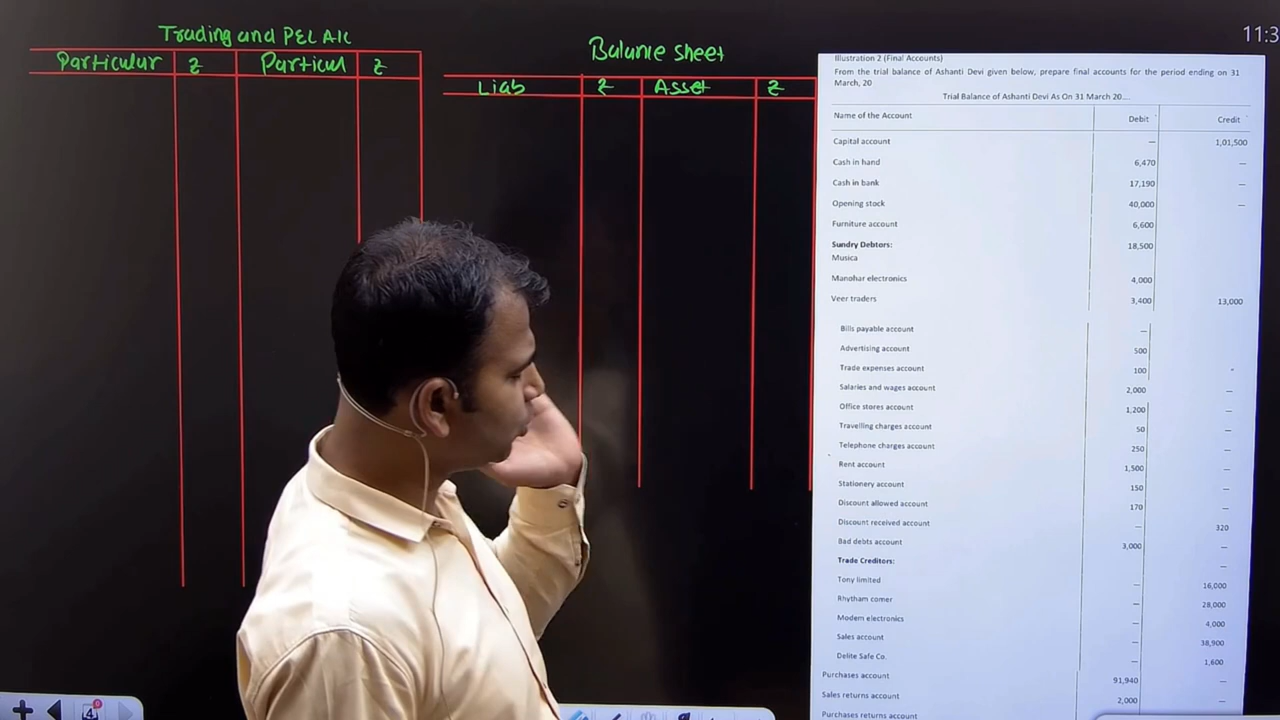 Trading and P&L A/c
Particular ₹ Particul ₹
Balance sheet
Liab ₹ Asset ₹
11:3
Illustration 2 (Final Accounts)
From the trial balance of Ashanti Devi given below, prepare final accounts for the period ending on 31
March, 20
Trial Balance of Ashanti Devi As On 31 March 20...
Name of the Account Debit Credit
Capital account — 1,01,500
Cash in hand 6,470 —
Cash in bank 17,190 —
Opening stock 40,000 —
Furniture account 6,600
Sundry Debtors: 18,500
Musica
Manohar electronics 4,000
Veer traders 3,400 13,000
Bills payable account —
Advertising account 500
Trade expenses account 100
Salaries and wages account 2,000 —
Office stores account 1,200 —
Travelling charges account 50 —
Telephone charges account 250 —
Rent account 1,500 —
Stationery account 150 —
Discount allowed account 170 —
Discount received account — 320
Bad debts account 3,000 —
Trade Creditors: —
Tony limited — 16,000
Rhytham comer — 28,000
Modern electronics — 4,000
Sales account — 38,900
Delite Safe Co. — 1,600
Purchases account 91,940 —
Sales returns account 2,000 —
Purchases returns account
4